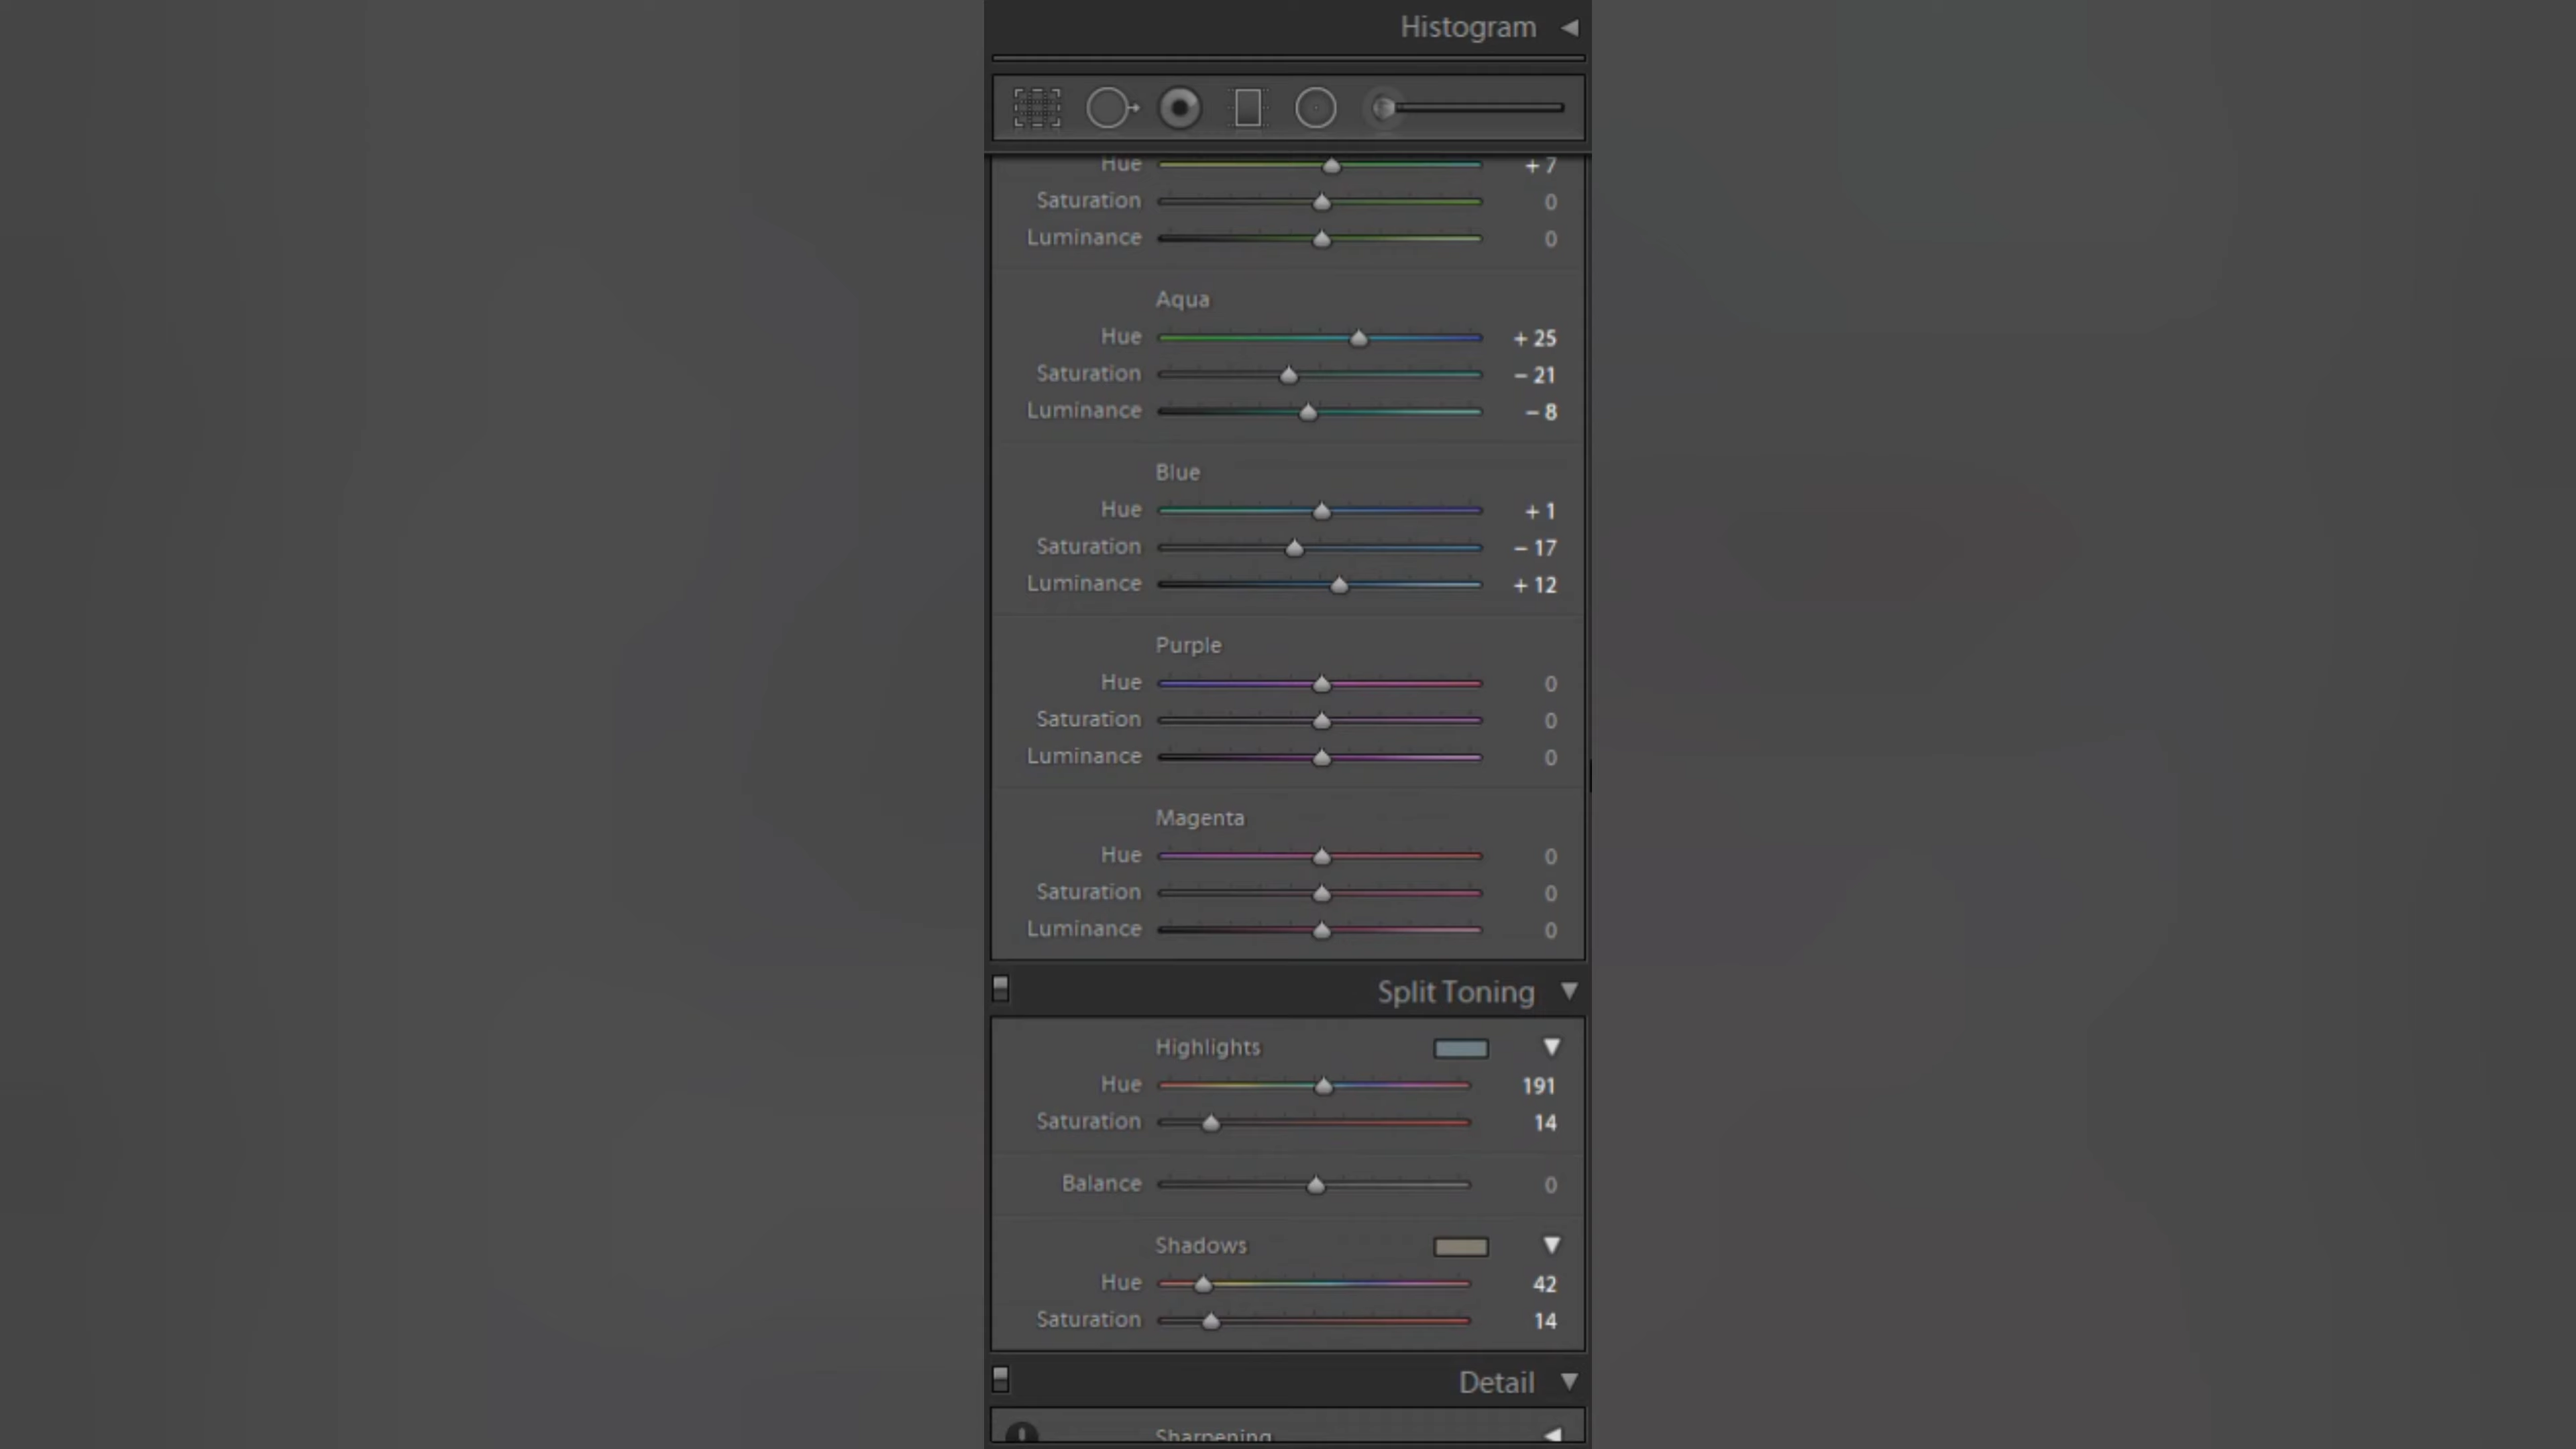 Histogram
Hue + 7
Saturation 0
Luminance 0
Aqua
Hue + 25
Saturation – 21
Luminance – 8
Blue
Hue + 1
Saturation – 17
Luminance + 12
Purple
Hue 0
Saturation 0
Luminance 0
Magenta
Hue 0
Saturation 0
Luminance 0
Split Toning
Highlights
Hue 191
Saturation 14
Balance 0
Shadows
Hue 42
Saturation 14
Detail
Sharpening